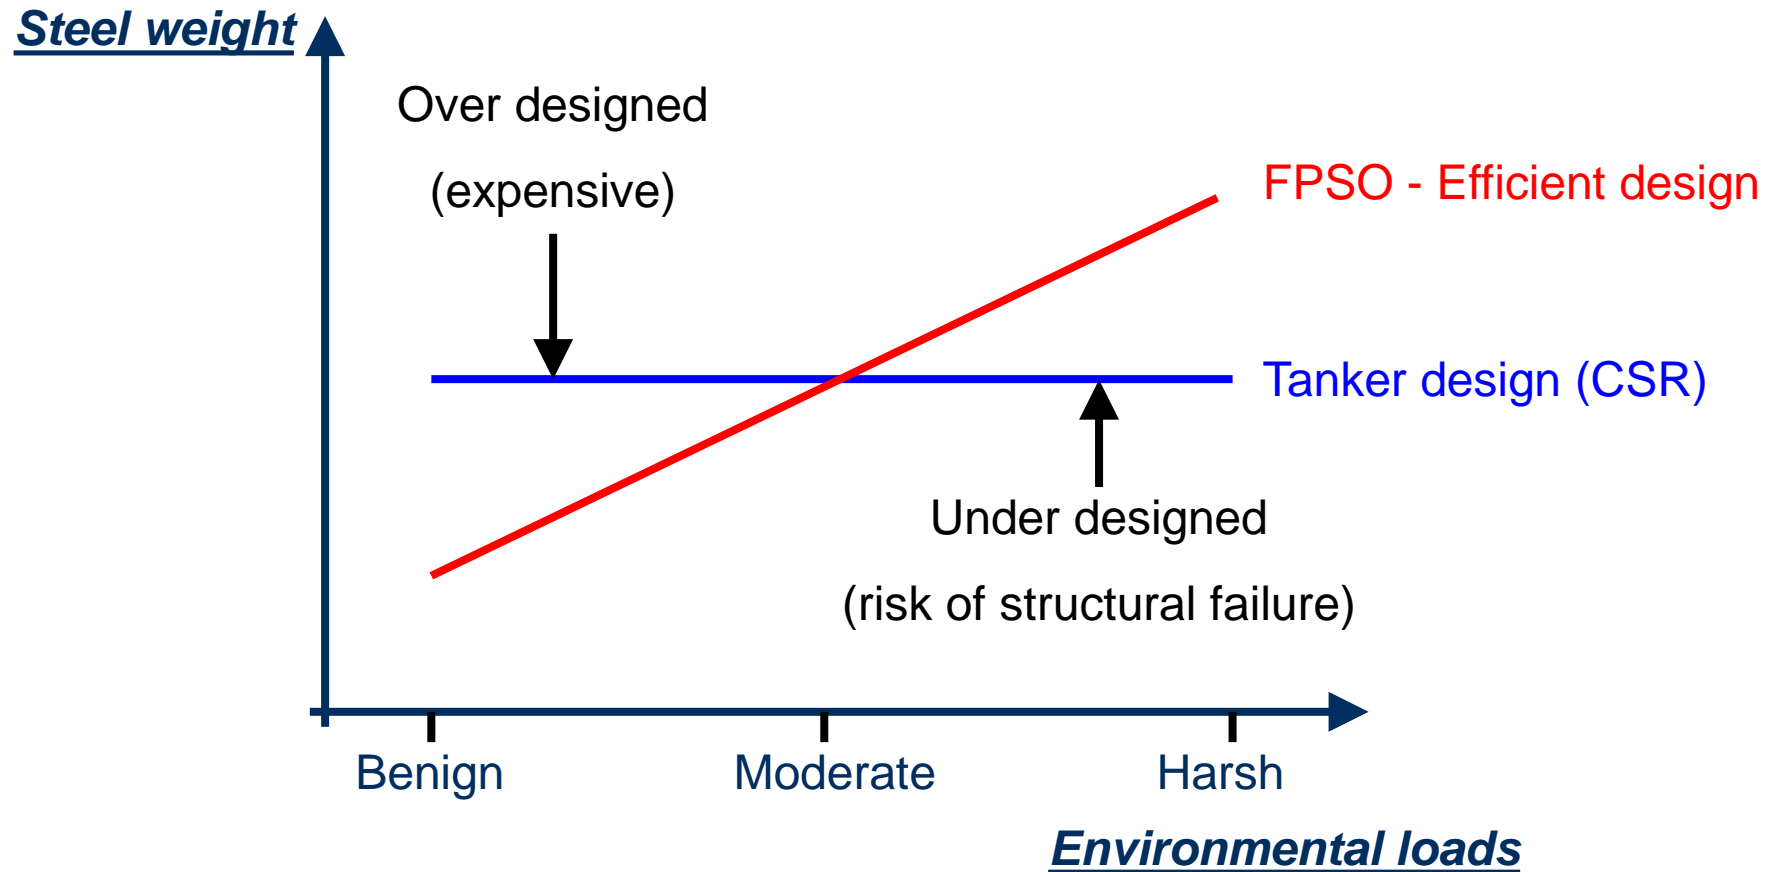 Steel weight
Over designed
(expensive)
FPSO - Efficient design
Tanker design (CSR)
Under designed
(risk of structural failure)
Benign
Moderate
Harsh
Environmental loads